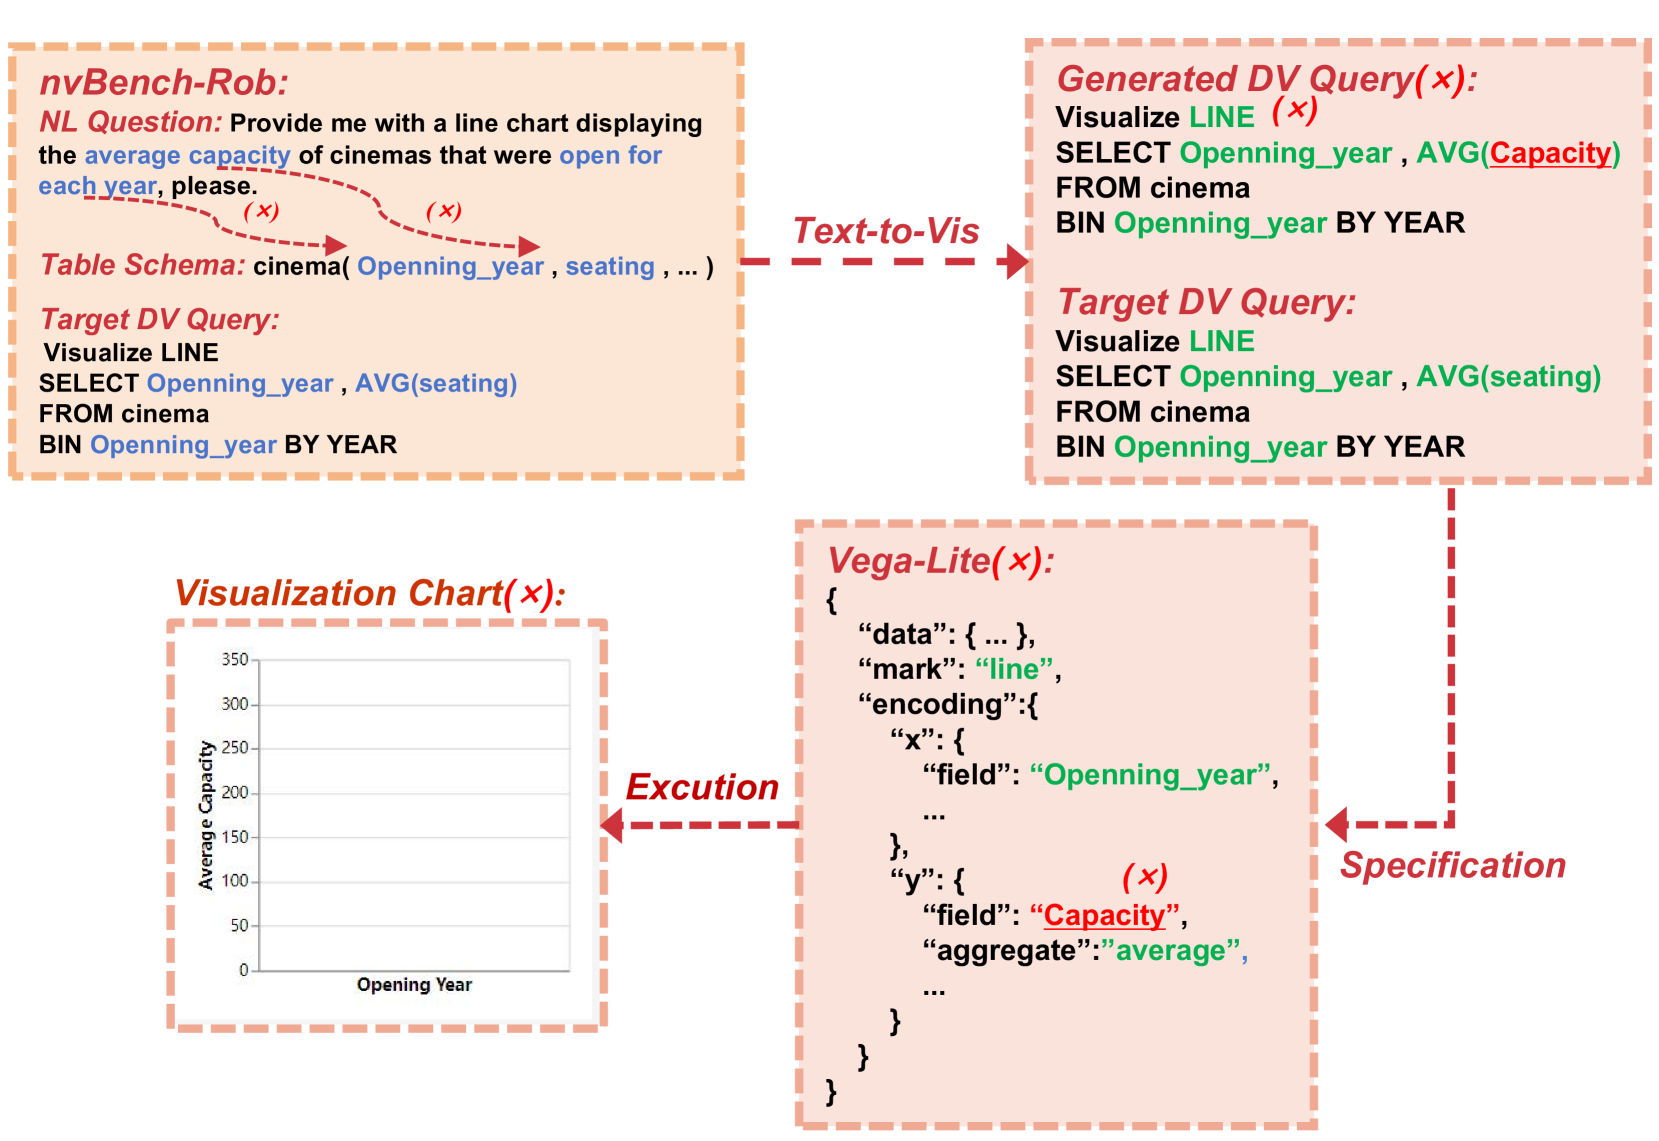 nvBench-Rob:
NL Question: Provide me with a line chart displaying
the average capacity of cinemas that were open for
each year, please.
(×)
(×)
Table Schema: cinema( Openning_year , seating , ... )
Target DV Query:
Visualize LINE
SELECT Openning_year , AVG(seating)
FROM cinema
BIN Openning_year BY YEAR
Text-to-Vis
Generated DV Query(×):
Visualize LINE (×)
SELECT Openning_year , AVG(Capacity)
FROM cinema
BIN Openning_year BY YEAR
Target DV Query:
Visualize LINE
SELECT Openning_year , AVG(seating)
FROM cinema
BIN Openning_year BY YEAR
Specification
Vega-Lite(×):
{
“data”: { ... },
“mark”: “line”,
“encoding”:{
“x”: {
“field”: “Openning_year”,
...
},
“y”: {
(×)
“field”: “Capacity”,
“aggregate”:”average”,
...
}
}
}
Excution
Visualization Chart(×):
350
300
250
200
150
100
50
0
Average Capacity
Opening Year